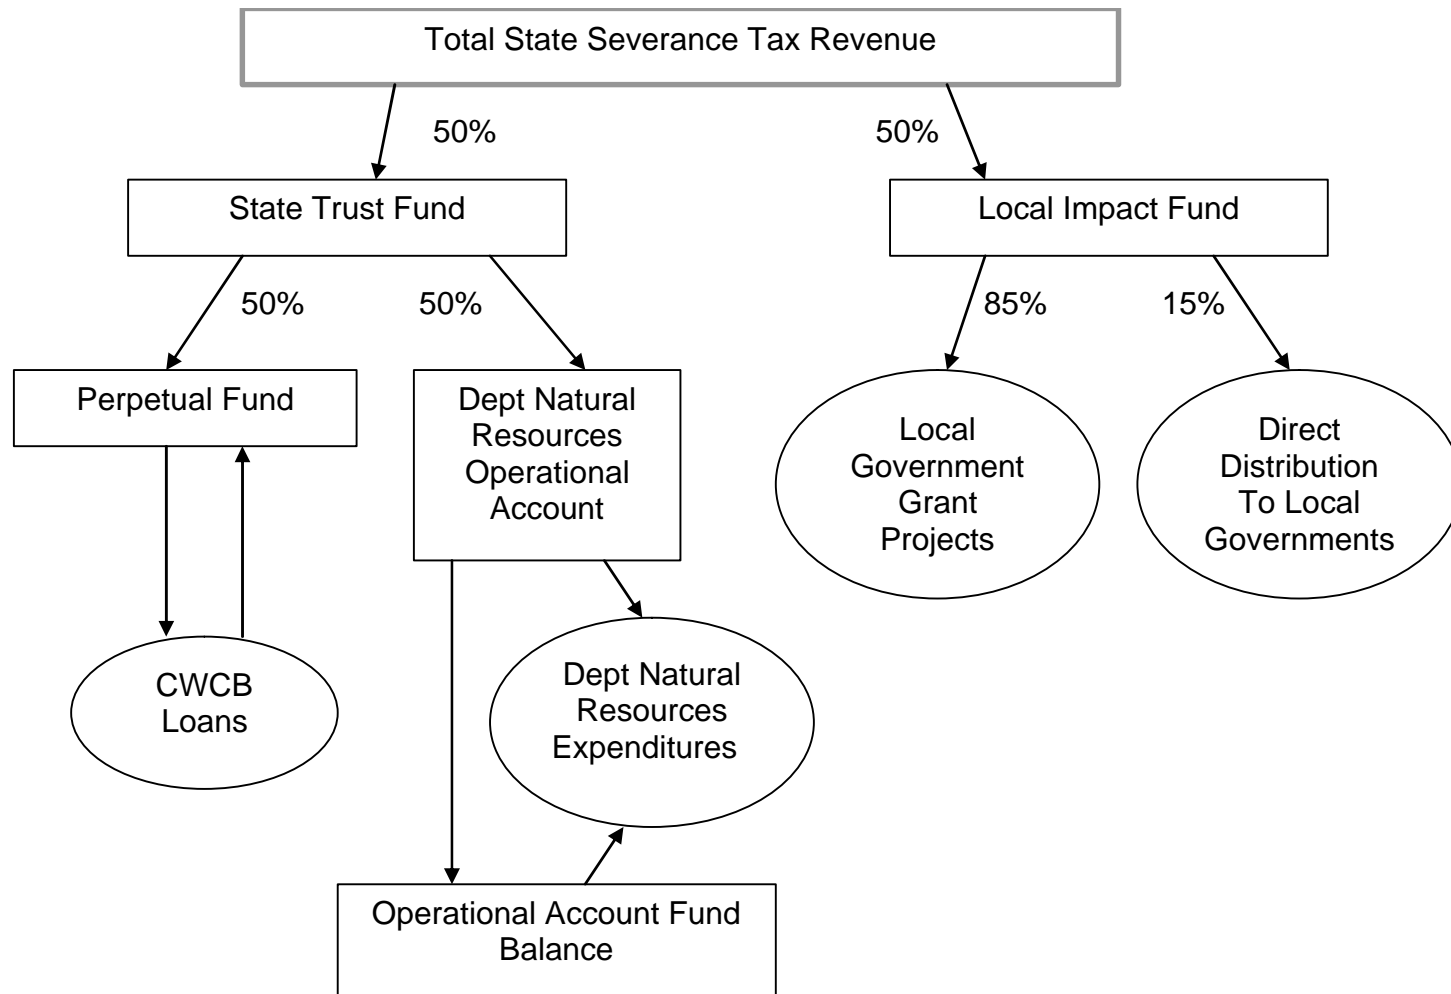 Total State Severance Tax Revenue
50%
50%
State Trust Fund
Local Impact Fund
50%
50%
85%
15%
Perpetual Fund
Dept Natural
Resources
Operational
Account
Local
Government
Grant
Projects
Direct
Distribution
To Local
Governments
CWCB
Loans
Dept Natural
Resources
Expenditures
Operational Account Fund
Balance